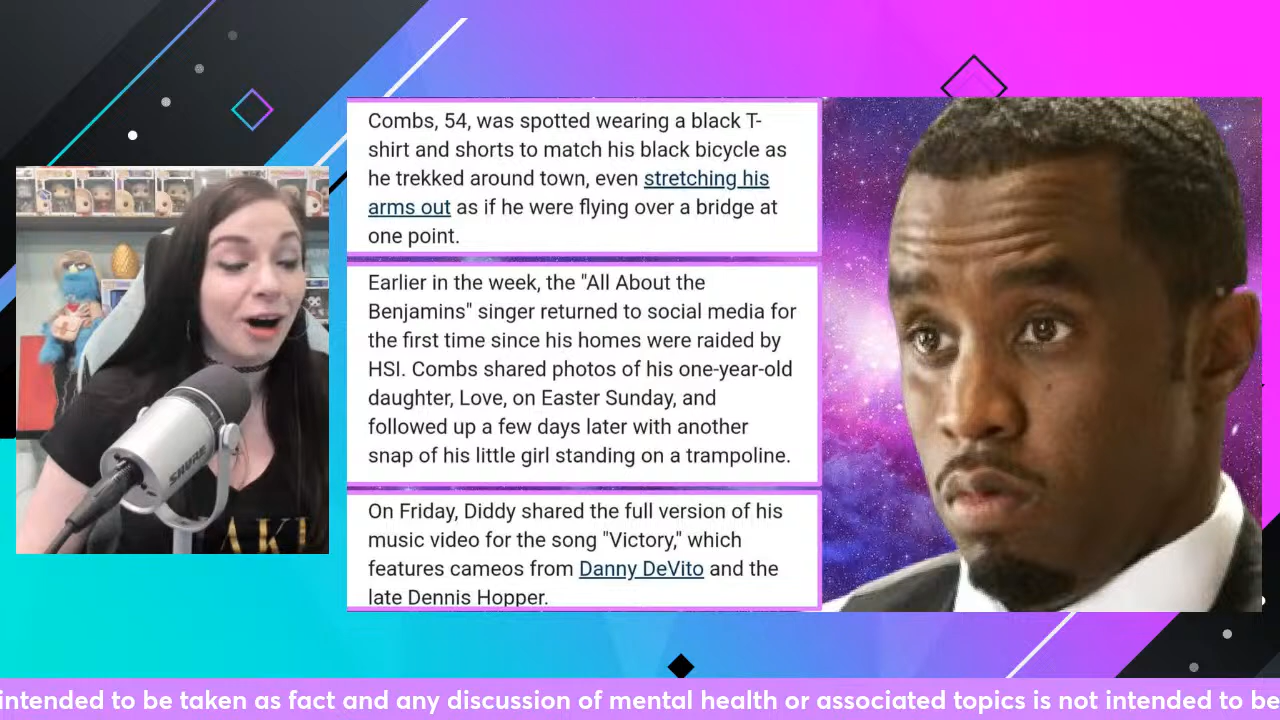 Combs, 54, was spotted wearing a black T-
shirt and shorts to match his black bicycle as
he trekked around town, even stretching his
arms out as if he were flying over a bridge at
one point.
Earlier in the week, the "All About the
Benjamins" singer returned to social media for
the first time since his homes were raided by
HSI. Combs shared photos of his one-year-old
daughter, Love, on Easter Sunday, and
followed up a few days later with another
snap of his little girl standing on a trampoline.
On Friday, Diddy shared the full version of his
music video for the song "Victory," which
features cameos from Danny DeVito and the
late Dennis Hopper.
SHURE
AKE
intended to be taken as fact and any discussion of mental health or associated topics is not intended to be